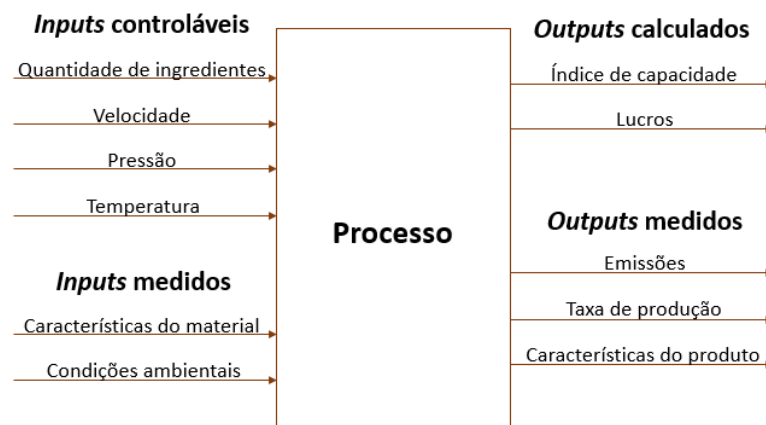 Inputs controláveis
Quantidade de ingredientes
Velocidade
Pressão
Temperatura
Inputs medidos
Características do material
Condições ambientais
Processo
Outputs calculados
Índice de capacidade
Lucros
Outputs medidos
Emissões
Taxa de produção
Características do produto